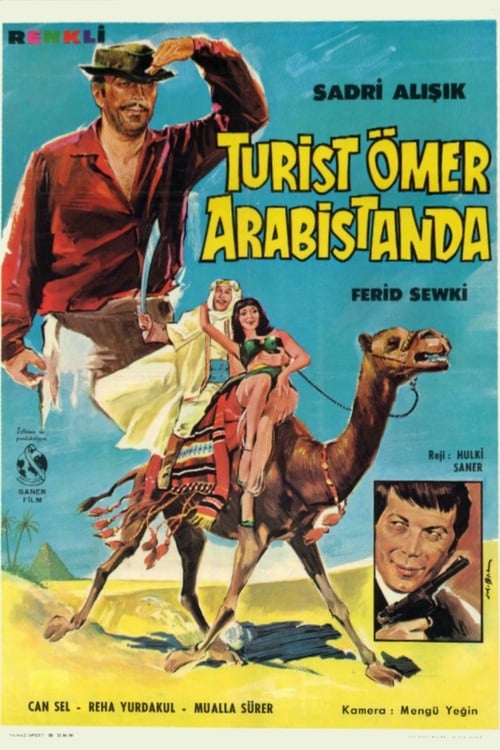 RENKLİ
SADRİ ALIŞIK
TURİST ÖMER
ARABİSTANDA
FERİD SEWKİ
Reji : HULKİ
SANER
SANER
FİLM
CAN SEL - REHA YURDAKUL - MUALLA SÜRER
Kamera : Mengü Yeğin